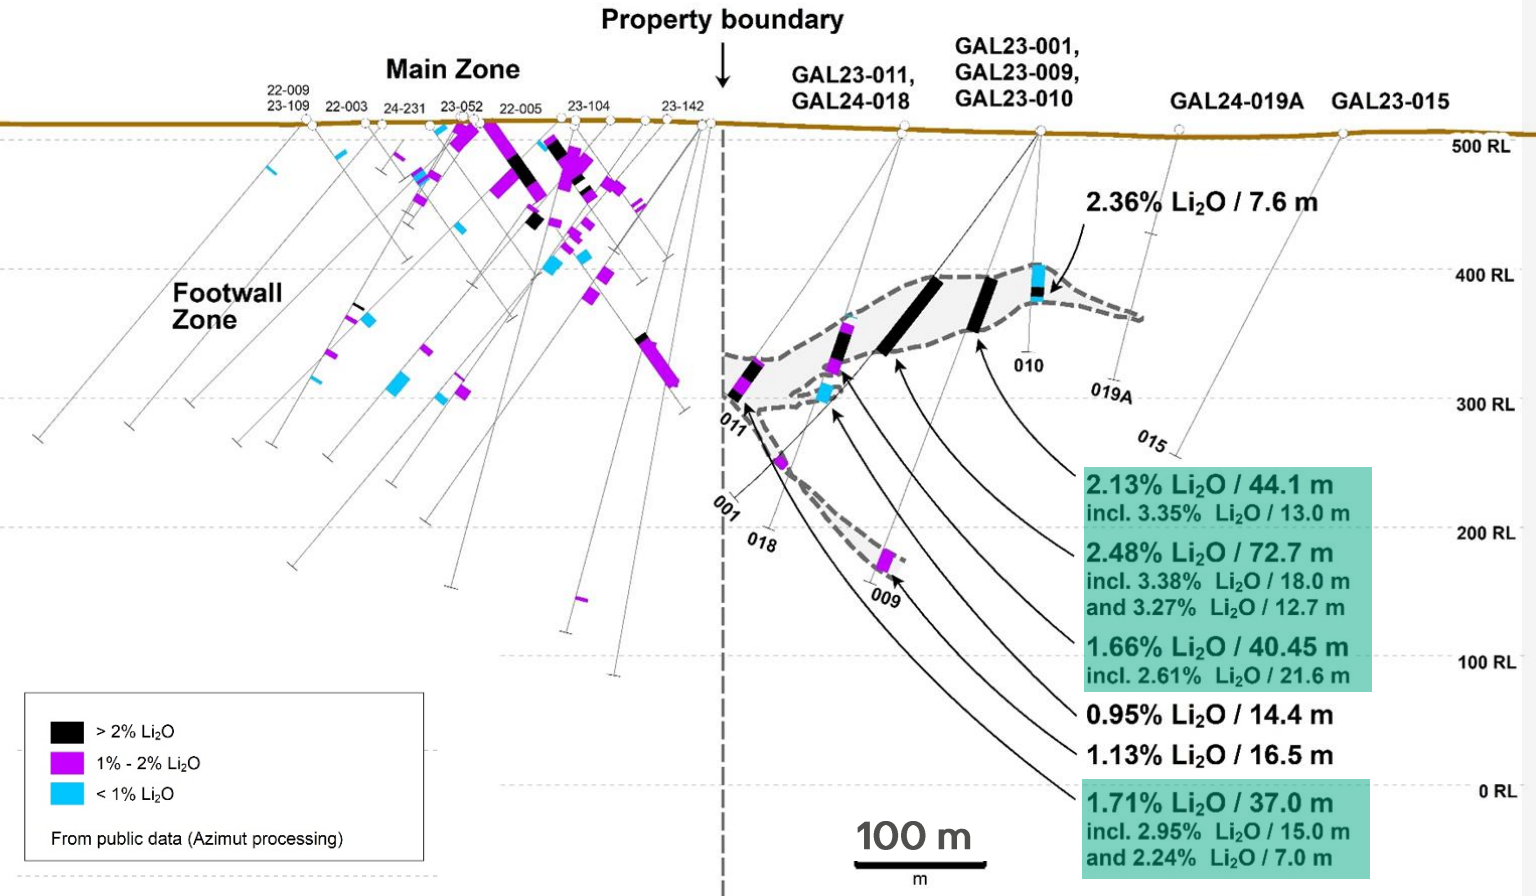 Property boundary
Main Zone
GAL23-011,
GAL24-018
GAL23-001,
GAL23-009,
GAL23-010
GAL24-019A
GAL23-015
22-009
23-109
22-003
24-231
23-052
22-005
23-104
23-142
500 RL
2.36% Li₂O / 7.6 m
400 RL
Footwall
Zone
010
019A
300 RL
011
015
001
018
009
2.13% Li₂O / 44.1 m
incl. 3.35% Li₂O / 13.0 m
200 RL
2.48% Li₂O / 72.7 m
incl. 3.38% Li₂O / 18.0 m
and 3.27% Li₂O / 12.7 m
1.66% Li₂O / 40.45 m
100 RL
incl. 2.61% Li₂O / 21.6 m
0.95% Li₂O / 14.4 m
1.13% Li₂O / 16.5 m
0 RL
1.71% Li₂O / 37.0 m
incl. 2.95% Li₂O / 15.0 m
and 2.24% Li₂O / 7.0 m
> 2% Li₂O
1% - 2% Li₂O
< 1% Li₂O
From public data (Azimut processing)
100 m
m